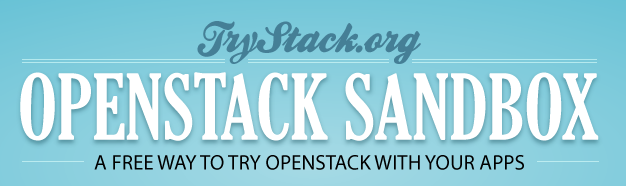 TryStack.org
OPENSTACK SANDBOX
A FREE WAY TO TRY OPENSTACK WITH YOUR APPS